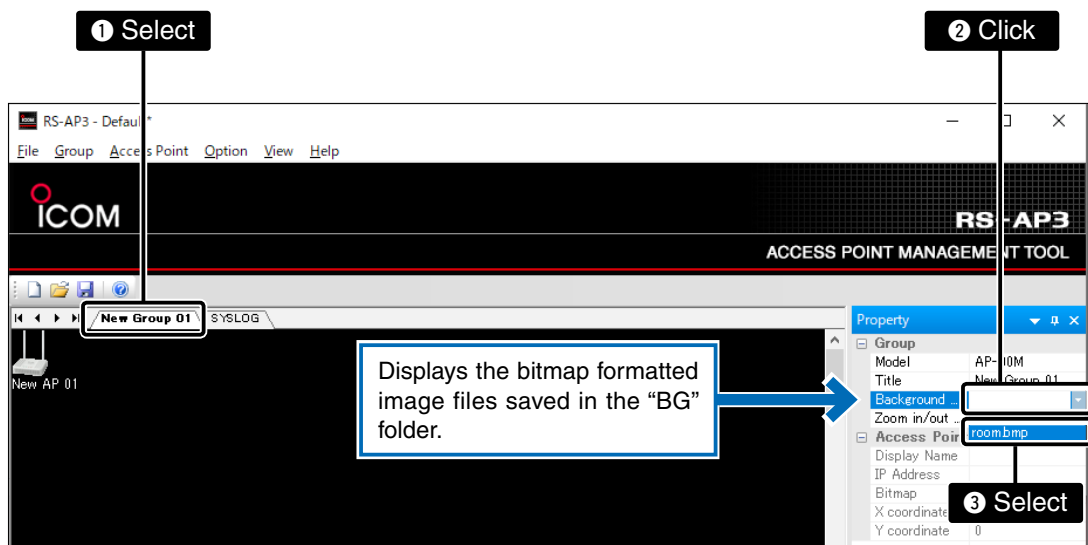 ❶ Select
❷ Click
RS-AP3 - Default*
File Group Access Point Option View Help
ICOM
RS-AP3
ACCESS POINT MANAGEMENT TOOL
New Group 01 SYSLOG
Property
New AP 01
Group
Model
Title New Group 01
Background ...
Zoom in/out ...
room.bmp
Access Poin
Display Name
IP Address
Bitmap
X coordinate
Y coordinate 0
Displays the bitmap formatted
image files saved in the “BG”
folder.
❸ Select